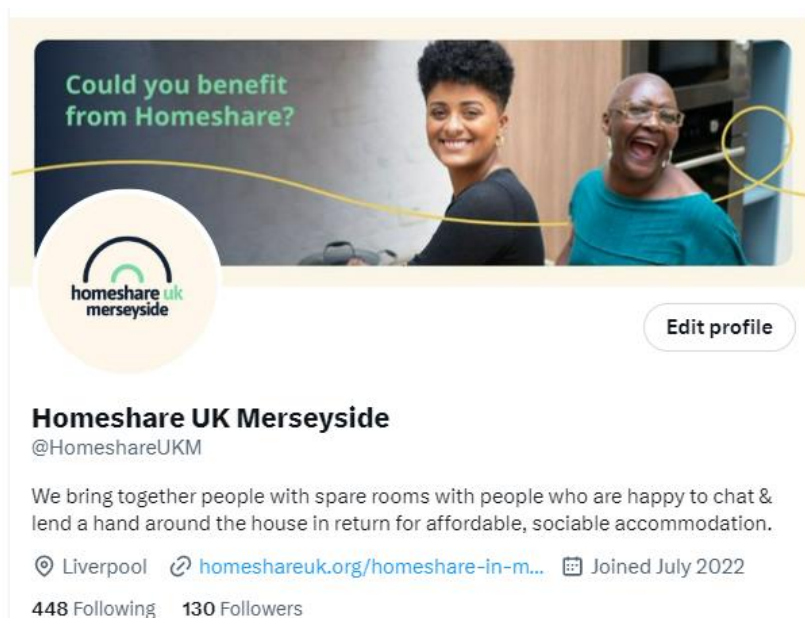 Could you benefit
from Homeshare?
homeshare uk
merseyside
Edit profile
Homeshare UK Merseyside
@HomeshareUKM
We bring together people with spare rooms with people who are happy to chat &
lend a hand around the house in return for affordable, sociable accommodation.
Liverpool homeshareuk.org/homeshare-in-m... Joined July 2022
448 Following 130 Followers